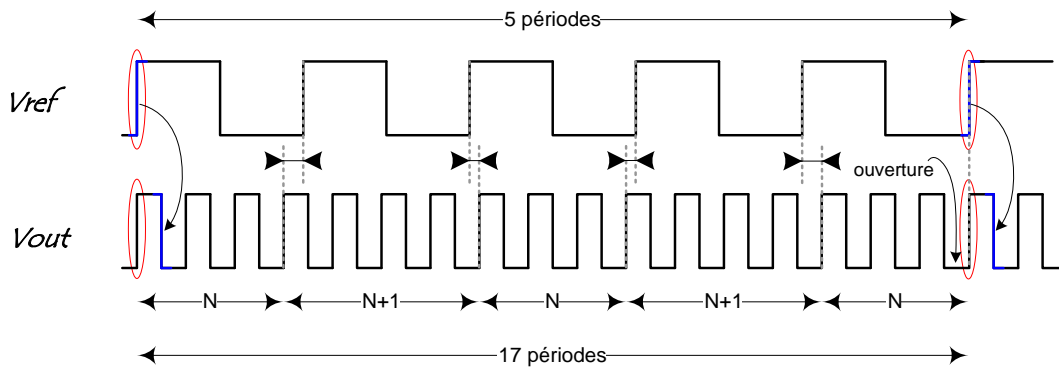 5 périodes
Vref
ouverture
Vout
N N+1 N N+1 N
17 périodes